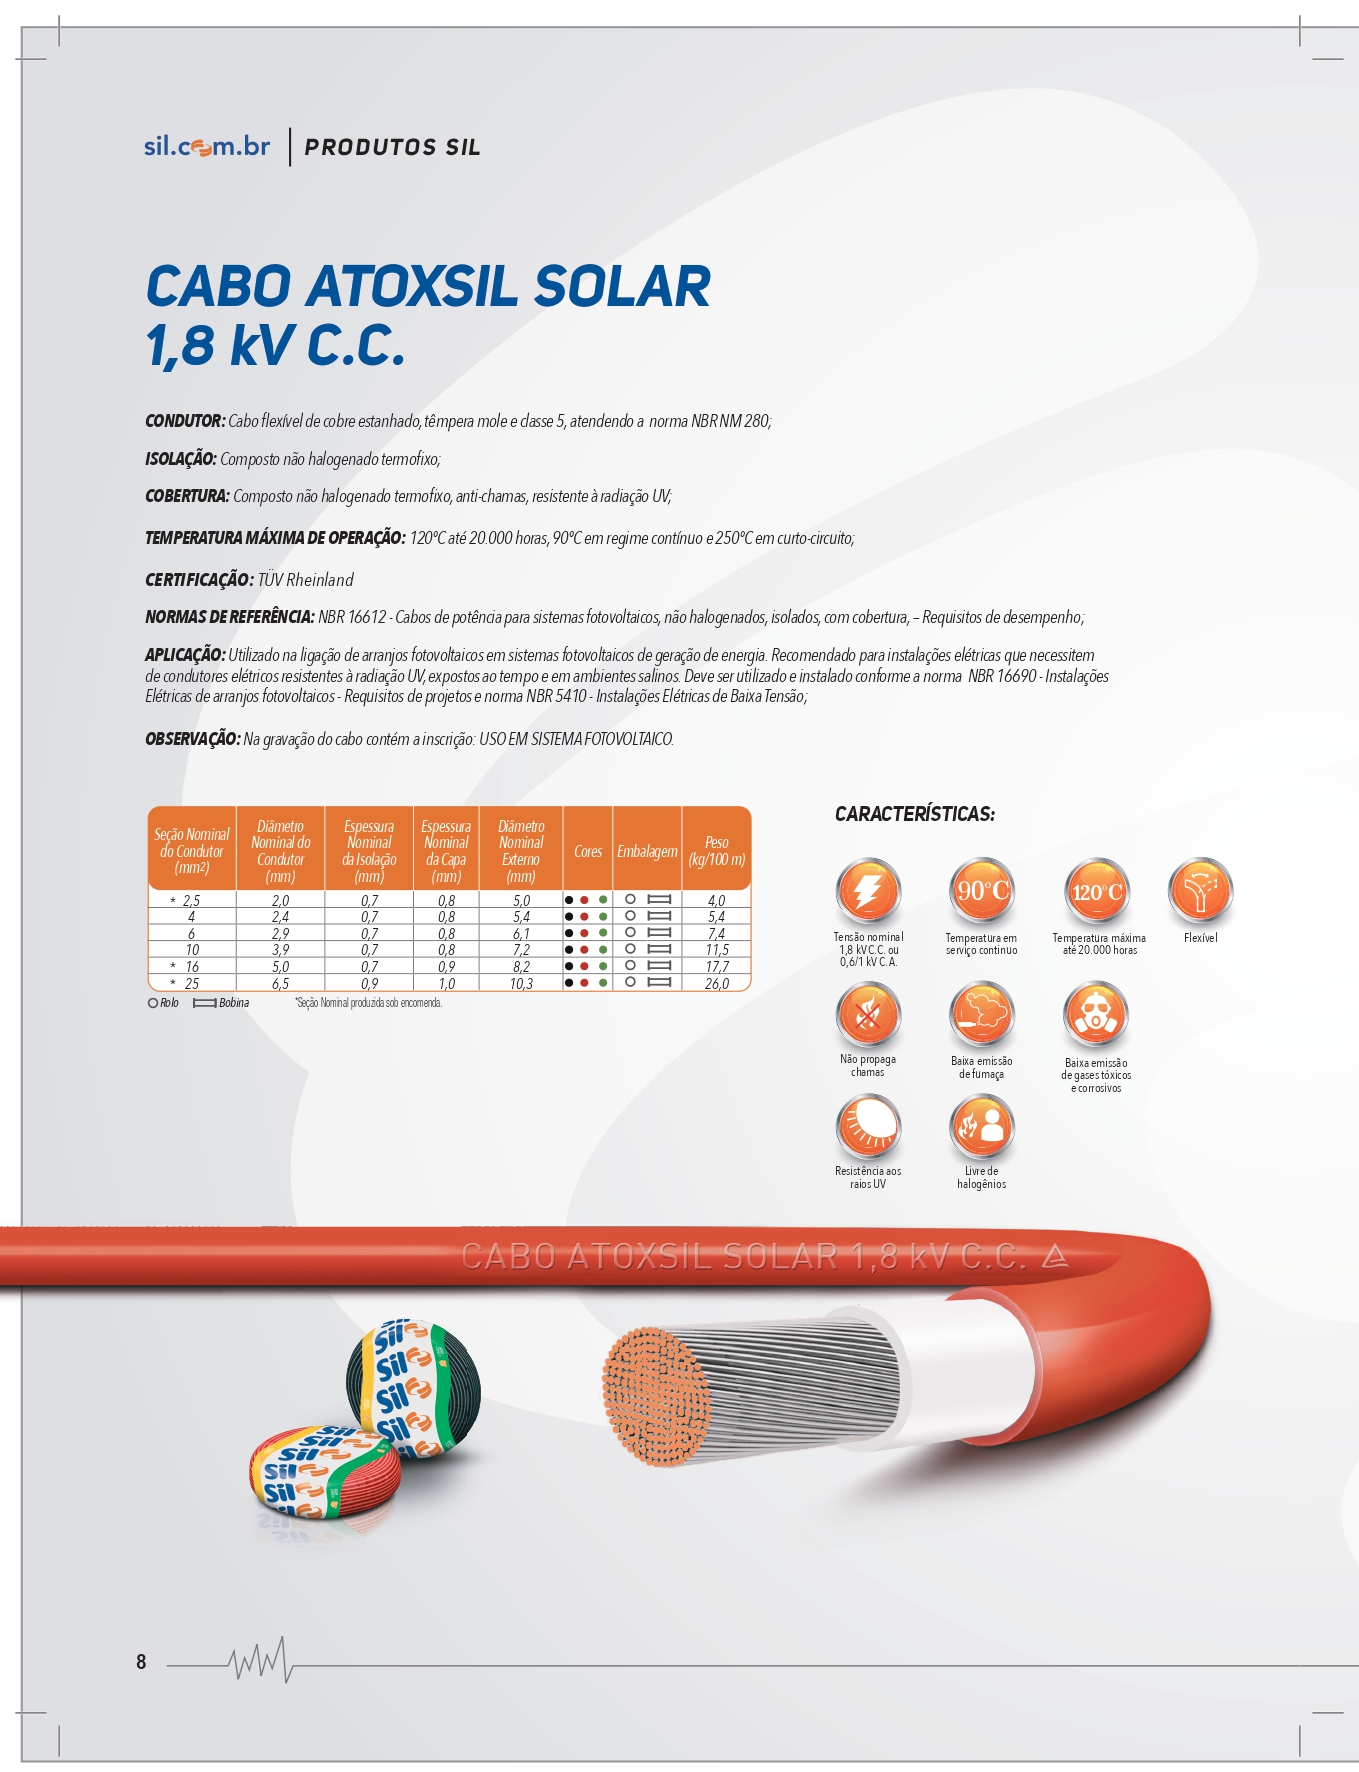 sil.com.br | PRODUTOS SIL
CABO ATOXSIL SOLAR
1,8 kV C.C.
CONDUTOR: Cabo flexível de cobre estanhado, têmpera mole e classe 5, atendendo a norma NBR NM 280;
ISOLAÇÃO: Composto não halogenado termofixo;
COBERTURA: Composto não halogenado termofixo, anti-chamas, resistente à radiação UV;
TEMPERATURA MÁXIMA DE OPERAÇÃO: 120ºC até 20.000 horas, 90ºC em regime contínuo e 250ºC em curto-circuíto;
CERTIFICAÇÃO: TÜV Rheinland
NORMAS DE REFERÊNCIA: NBR 16612 - Cabos de potência para sistemas fotovoltaicos, não halogenados, isolados, com cobertura, – Requisitos de desempenho;
APLICAÇÃO: Utilizado na ligação de arranjos fotovoltaicos em sistemas fotovoltaicos de geração de energia. Recomendado para instalações elétricas que necessitem
de condutores elétricos resistentes à radiação UV, expostos ao tempo e em ambientes salinos. Deve ser utilizado e instalado conforme a norma NBR 16690 - Instalações
Elétricas de arranjos fotovoltaicos - Requisitos de projetos e norma NBR 5410 - Instalações Elétricas de Baixa Tensão;
OBSERVAÇÃO: Na gravação do cabo contém a inscrição: USO EM SISTEMA FOTOVOLTAICO.
Seção Nominal do Condutor (mm2) Diâmetro Nominal do Condutor (mm) Espessura Nominal da Isolação (mm) Espessura Nominal da Capa (mm) Diâmetro Nominal Externo (mm) Cores Embalagem Peso (kg/100 m)
* 2,5 2,0 0,7 0,8 5,0 4,0
4 2,4 0,7 0,8 5,4 5,4
6 2,9 0,7 0,8 6,1 7,4
10 3,9 0,7 0,8 7,2 11,5
* 16 5,0 0,7 0,9 8,2 17,7
* 25 6,5 0,9 1,0 10,3 26,0
Rolo Bobina *Seção Nominal produzida sob encomenda.
CARACTERÍSTICAS:
90°C 120°C
Tensão nominal
1,8 kV C.C. ou
0,6/1 kV C.A.
Temperatura em
serviço contínuo
Temperatura máxima
até 20.000 horas
Flexível
Não propaga
chamas
Baixa emissão
de fumaça
Baixa emissão
de gases tóxicos
e corrosivos
Resistência aos
raios UV
Livre de
halogênios
CABO ATOXSIL SOLAR 1,8 kV C.C.
Sil
Sil
Sil
Sil
Sil
Sil
Sil
Sil
Sil
8